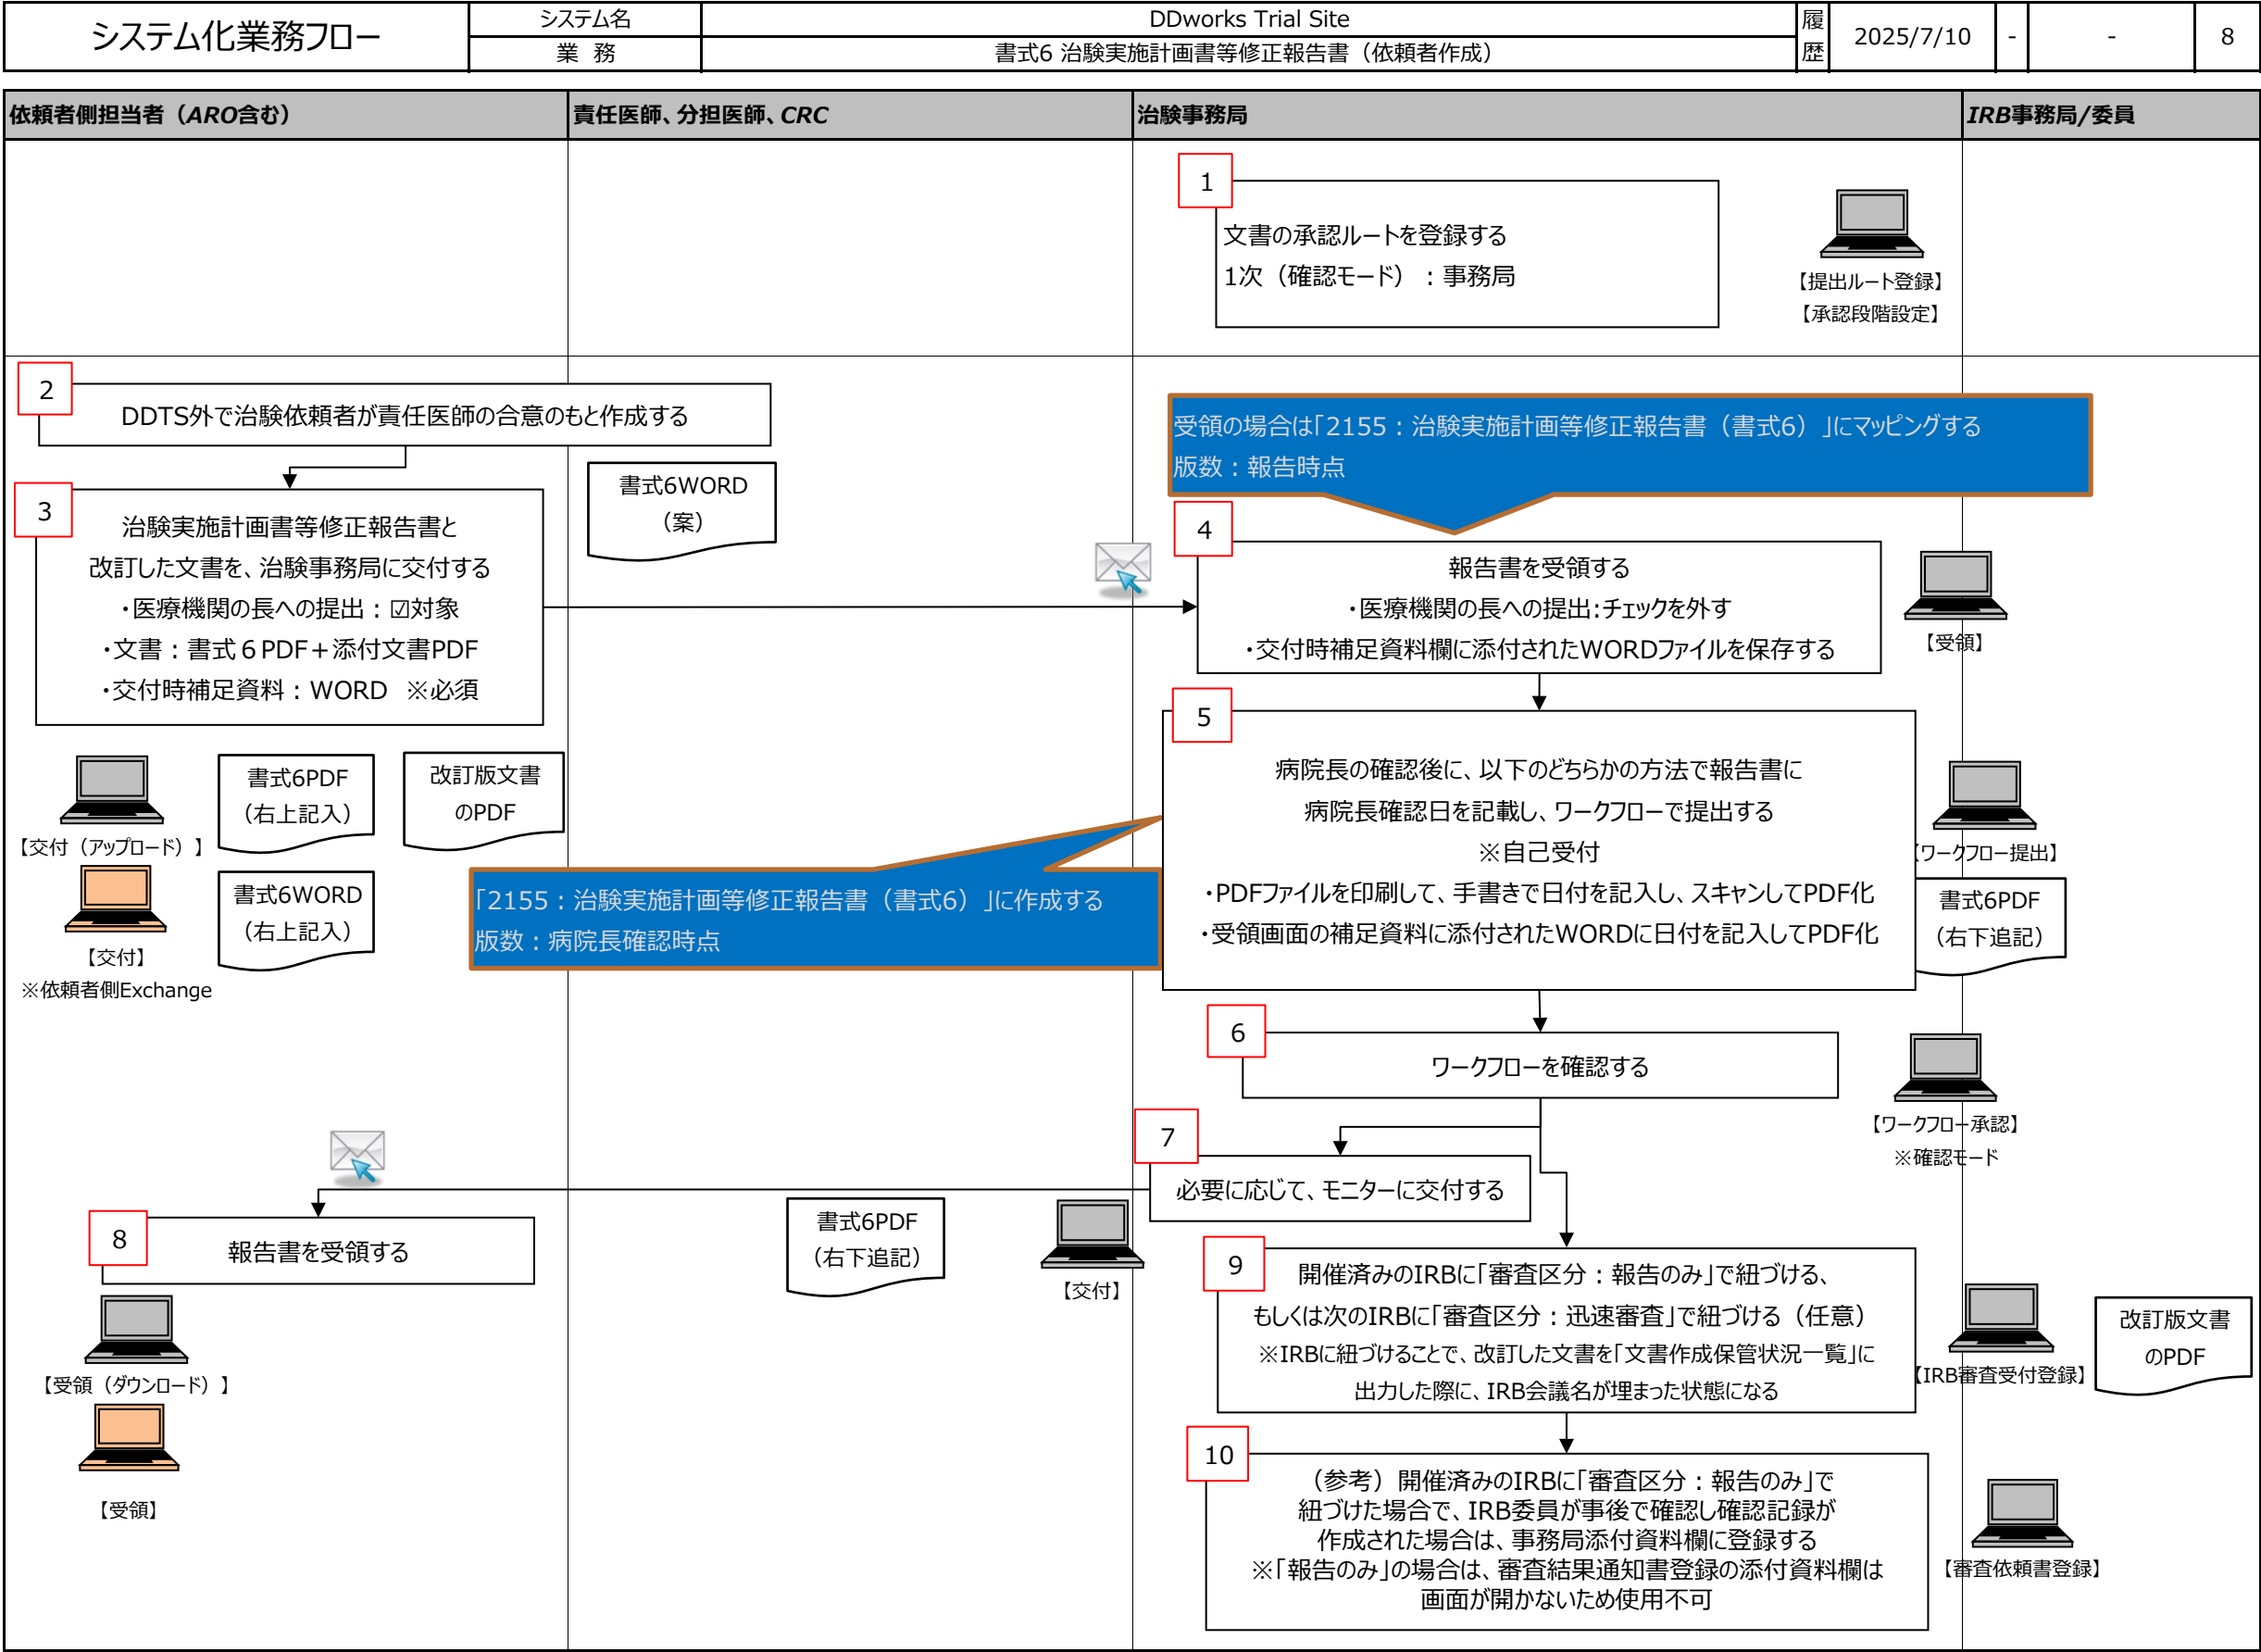 システム化業務フロー
システム名
DDworks Trial Site
業 務
書式6 治験実施計画書等修正報告書（依頼者作成）
履歴
2025/7/10
-
-
8
依頼者側担当者（ARO含む）
責任医師、分担医師、CRC
治験事務局
IRB事務局/委員
1
文書の承認ルートを登録する
1次（確認モード）：事務局
【提出ルート登録】
【承認段階設定】
2
DDTS外で治験依頼者が責任医師の合意のもと作成する
書式6WORD
（案）
受領の場合は「2155：治験実施計画等修正報告書（書式6）」にマッピングする
版数：報告時点
3
治験実施計画書等修正報告書と
改訂した文書を、治験事務局に交付する
・医療機関の長への提出：☑対象
・文書：書式６PDF＋添付文書PDF
・交付時補足資料：WORD　※必須
4
報告書を受領する
・医療機関の長への提出:チェックを外す
・交付時補足資料欄に添付されたWORDファイルを保存する
【受領】
【交付（アップロード）】
書式6PDF
（右上記入）
改訂版文書
のPDF
【交付】
※依頼者側Exchange
書式6WORD
（右上記入）
「2155：治験実施計画等修正報告書（書式6）」に作成する
版数：病院長確認時点
5
病院長の確認後に、以下のどちらかの方法で報告書に
病院長確認日を記載し、ワークフローで提出する
※自己受付
・PDFファイルを印刷して、手書きで日付を記入し、スキャンしてPDF化
・受領画面の補足資料に添付されたWORDに日付を記入してPDF化
【ワークフロー提出】
書式6PDF
（右下追記）
6
ワークフローを確認する
【ワークフロー承認】
※確認モード
7
必要に応じて、モニターに交付する
書式6PDF
（右下追記）
【交付】
8
報告書を受領する
【受領（ダウンロード）】
【受領】
9
開催済みのIRBに「審査区分：報告のみ」で紐づける、
もしくは次のIRBに「審査区分：迅速審査」で紐づける（任意）
※IRBに紐づけることで、改訂した文書を「文書作成保管状況一覧」に
出力した際に、IRB会議名が埋まった状態になる
【IRB審査受付登録】
改訂版文書
のPDF
10
（参考）開催済みのIRBに「審査区分：報告のみ」で
紐づけた場合で、IRB委員が事後で確認し確認記録が
作成された場合は、事務局添付資料欄に登録する
※「報告のみ」の場合は、審査結果通知書登録の添付資料欄は
画面が開かないため使用不可
【審査依頼書登録】